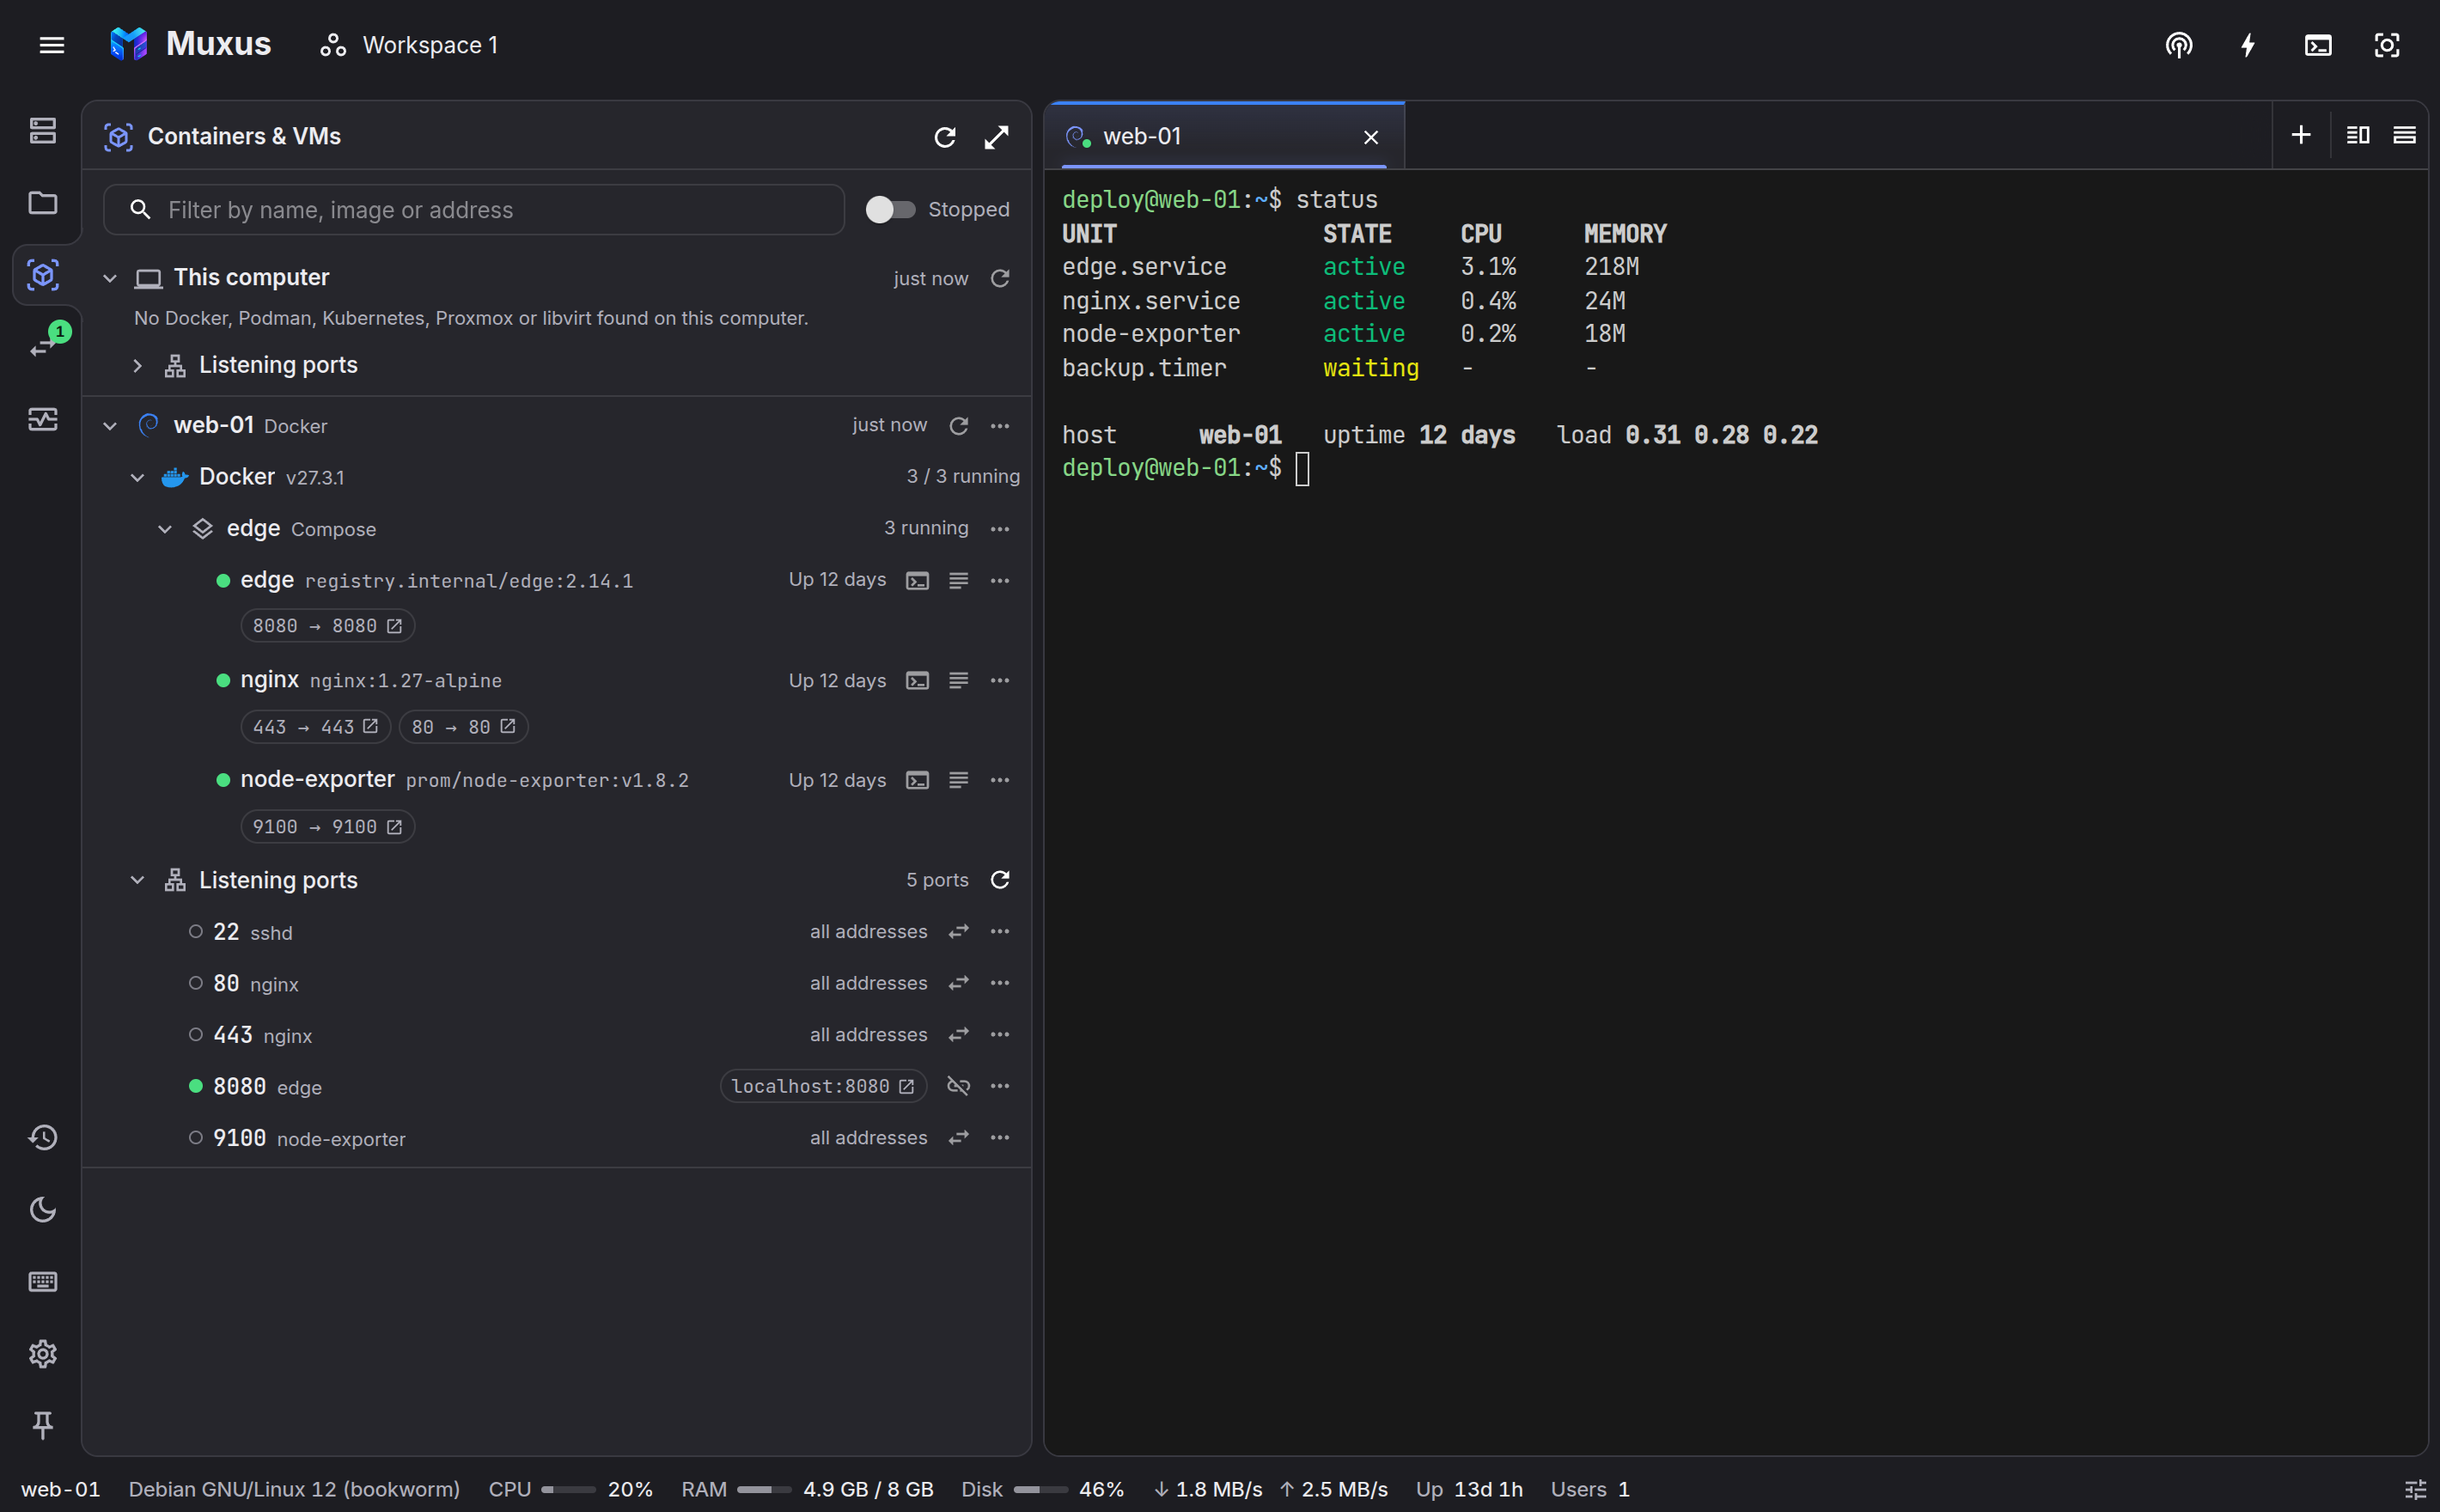 Muxus
Workspace 1
Containers & VMs
Filter by name, image or address
Stopped
This computer
just now
No Docker, Podman, Kubernetes, Proxmox or libvirt found on this computer.
Listening ports
1
web-01 Docker
just now
Docker v27.3.1
3 / 3 running
edge Compose
3 running
edge registry.internal/edge:2.14.1
Up 12 days
8080 → 8080
nginx nginx:1.27-alpine
Up 12 days
443 → 443
80 → 80
node-exporter prom/node-exporter:v1.8.2
Up 12 days
9100 → 9100
Listening ports
5 ports
22 sshd
all addresses
80 nginx
all addresses
443 nginx
all addresses
8080 edge
localhost:8080
9100 node-exporter
all addresses
web-01
deploy@web-01:~$ status
UNIT STATE CPU MEMORY
edge.service active 3.1% 218M
nginx.service active 0.4% 24M
node-exporter active 0.2% 18M
backup.timer waiting - -
host web-01 uptime 12 days load 0.31 0.28 0.22
deploy@web-01:~$
web-01 Debian GNU/Linux 12 (bookworm) CPU 20% RAM 4.9 GB / 8 GB Disk 46% ↓ 1.8 MB/s ↑ 2.5 MB/s Up 13d 1h Users 1